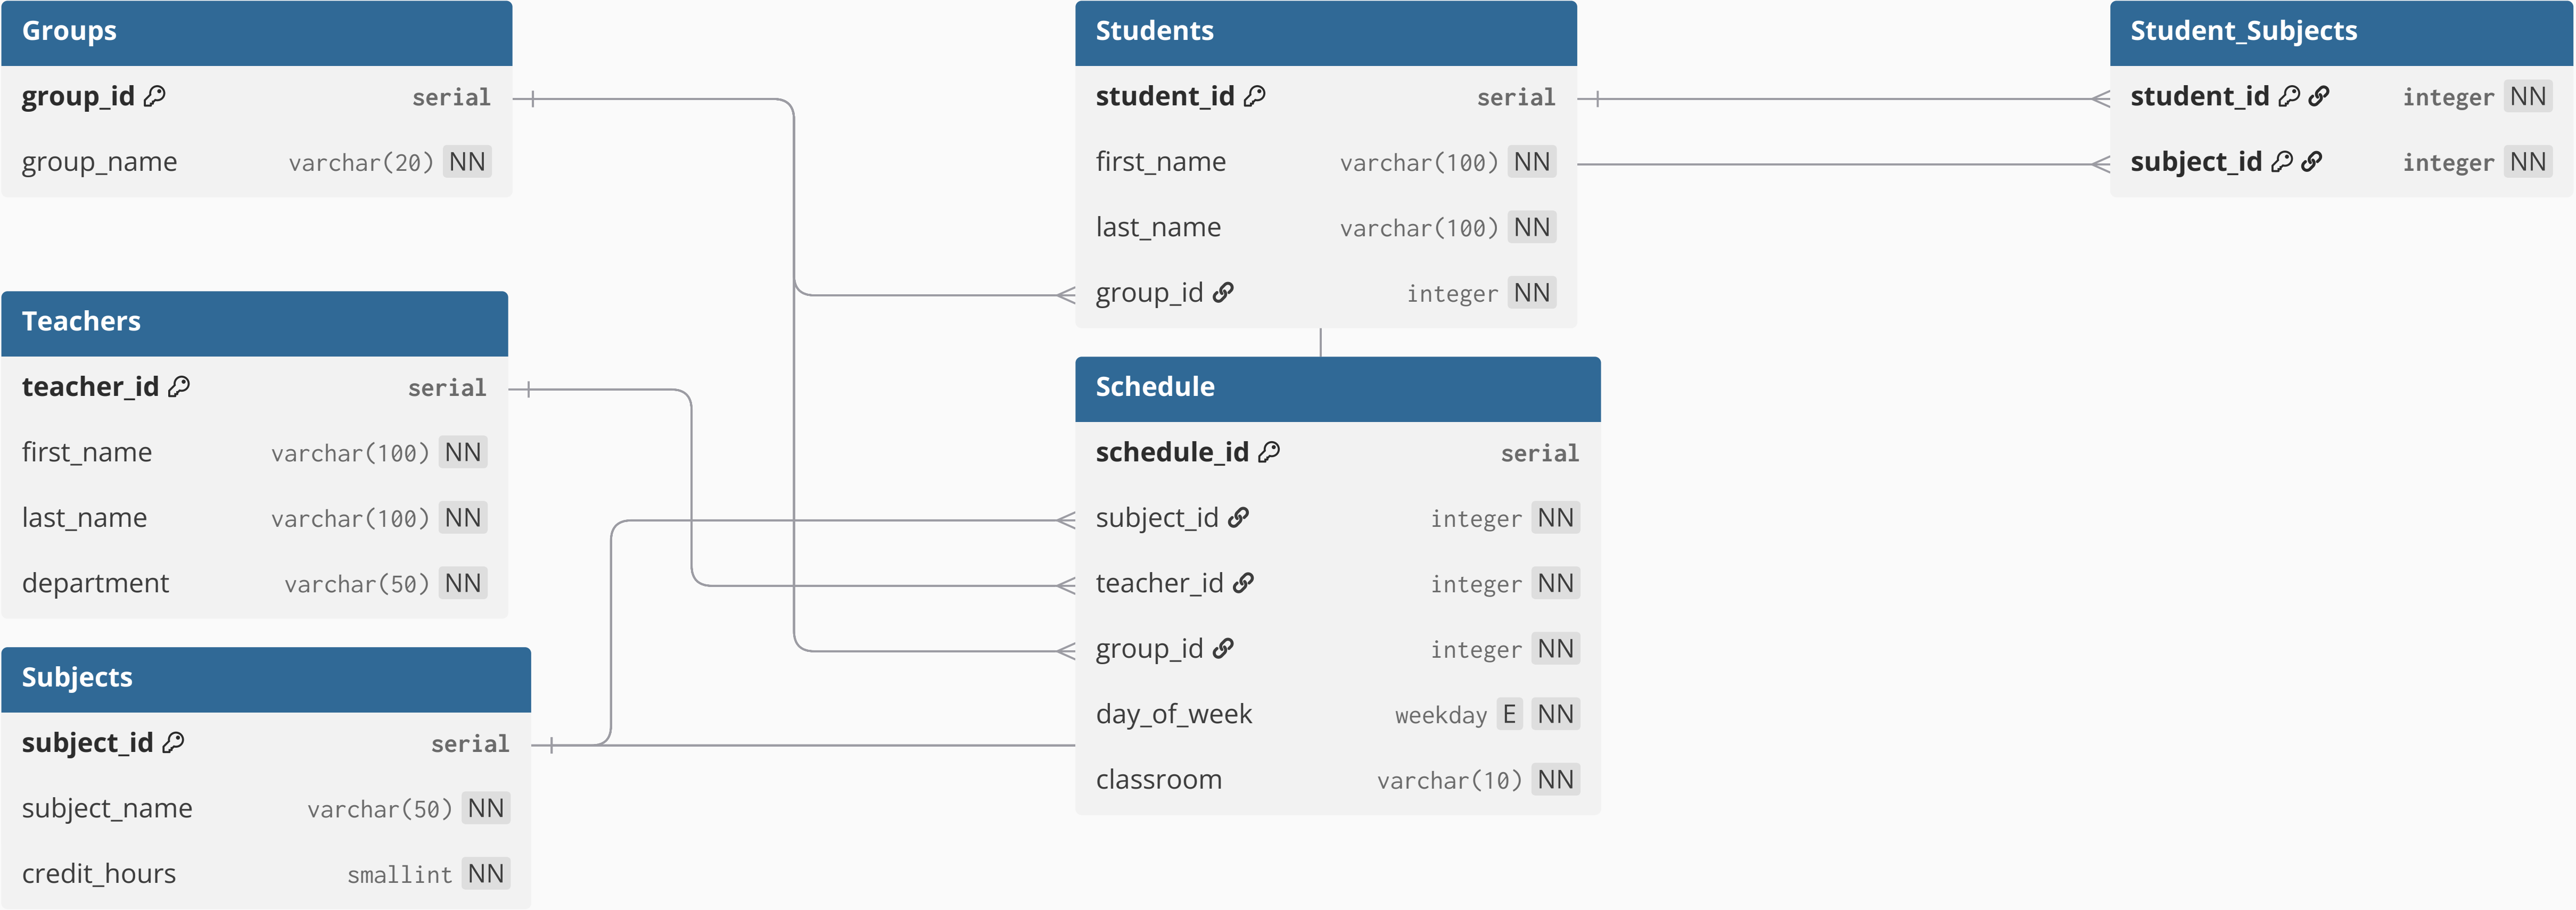 Groups
group_id serial
group_name varchar(20) NN
Teachers
teacher_id serial
first_name varchar(100) NN
last_name varchar(100) NN
department varchar(50) NN
Subjects
subject_id serial
subject_name varchar(50) NN
credit_hours smallint NN
Students
student_id serial
first_name varchar(100) NN
last_name varchar(100) NN
group_id integer NN
Schedule
schedule_id serial
subject_id integer NN
teacher_id integer NN
group_id integer NN
day_of_week weekday E NN
classroom varchar(10) NN
Student_Subjects
student_id integer NN
subject_id integer NN